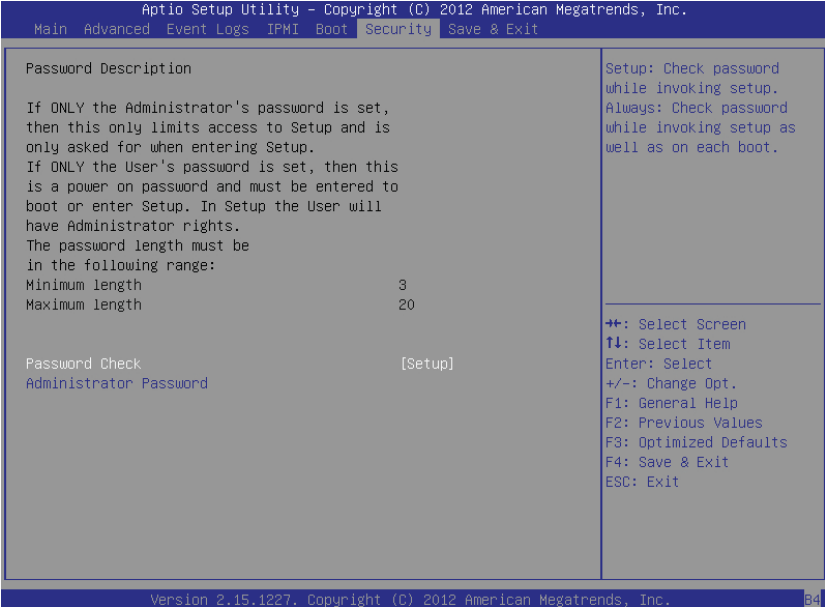 Aptio Setup Utility – Copyright (C) 2012 American Megatrends, Inc.
Main Advanced Event Logs IPMI Boot Security Save & Exit
Password Description
If ONLY the Administrator's password is set,
then this only limits access to Setup and is
only asked for when entering Setup.
If ONLY the User's password is set, then this
is a power on password and must be entered to
boot or enter Setup. In Setup the User will
have Administrator rights.
The password length must be
in the following range:
Minimum length 3
Maximum length 20
Password Check [Setup]
Administrator Password
Setup: Check password
while invoking setup.
Always: Check password
while invoking setup as
well as on each boot.
→←: Select Screen
↑↓: Select Item
Enter: Select
+/-: Change Opt.
F1: General Help
F2: Previous Values
F3: Optimized Defaults
F4: Save & Exit
ESC: Exit
Version 2.15.1227. Copyright (C) 2012 American Megatrends, Inc.
B4